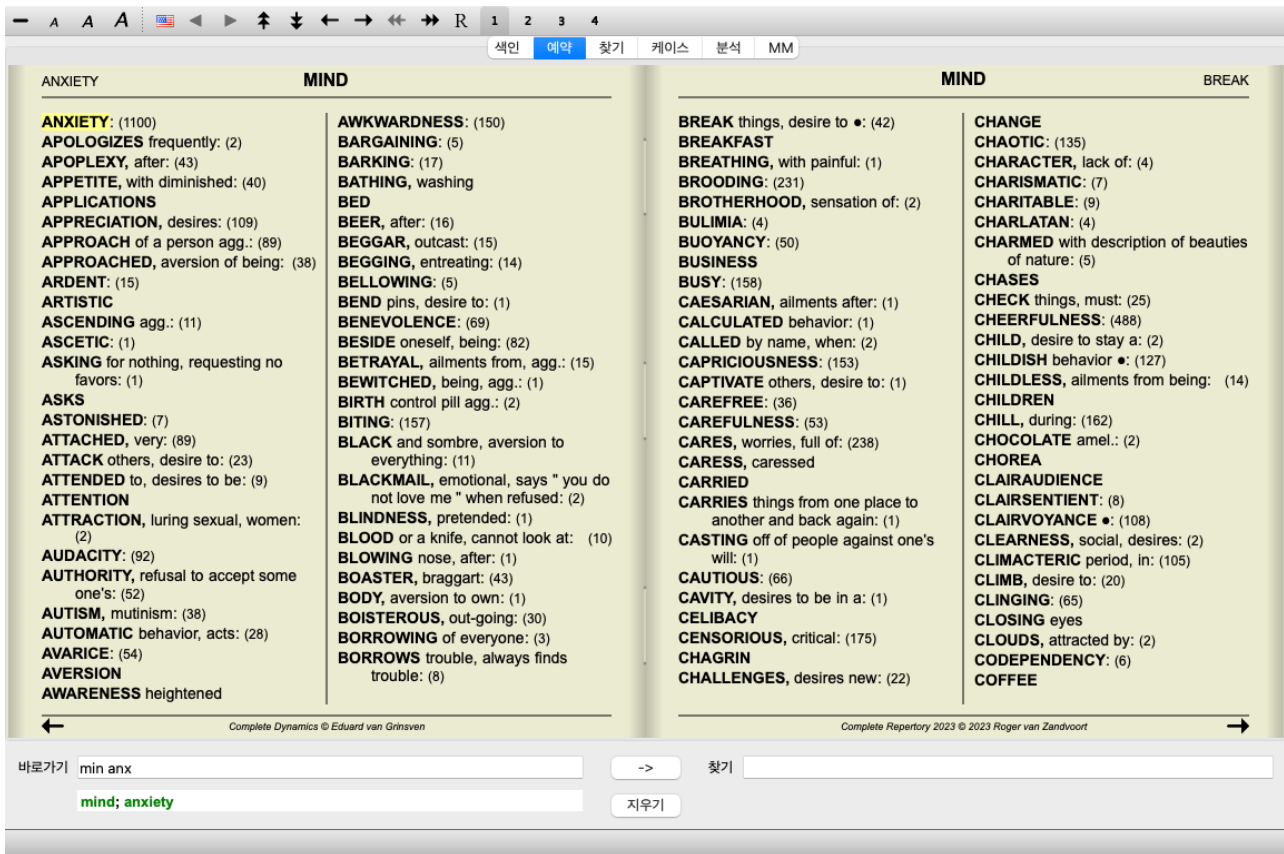 A A A R 1 2 3 4
색인 예약 찾기 케이스 분석 MM
ANXIETY MIND
ANXIETY: (1100)
APOLOGIZES frequently: (2)
APOPLEXY, after: (43)
APPETITE, with diminished: (40)
APPLICATIONS
APPRECIATION, desires: (109)
APPROACH of a person agg.: (89)
APPROACHED, aversion of being: (38)
ARDENT: (15)
ARTISTIC
ASCENDING agg.: (11)
ASCETIC: (1)
ASKING for nothing, requesting no
favors: (1)
ASKS
ASTONISHED: (7)
ATTACHED, very: (89)
ATTACK others, desire to: (23)
ATTENDED to, desires to be: (9)
ATTENTION
ATTRACTION, luring sexual, women:
(2)
AUDACITY: (92)
AUTHORITY, refusal to accept some
one's: (52)
AUTISM, mutinism: (38)
AUTOMATIC behavior, acts: (28)
AVARICE: (54)
AVERSION
AWARENESS heightened
AWKWARDNESS: (150)
BARGAINING: (5)
BARKING: (17)
BATHING, washing
BED
BEER, after: (16)
BEGGAR, outcast: (15)
BEGGING, entreating: (14)
BELLOWING: (5)
BEND pins, desire to: (1)
BENEVOLENCE: (69)
BESIDE oneself, being: (82)
BETRAYAL, ailments from, agg.: (15)
BEWITCHED, being, agg.: (1)
BIRTH control pill agg.: (2)
BITING: (157)
BLACK and sombre, aversion to
everything: (11)
BLACKMAIL, emotional, says " you do
not love me " when refused: (2)
BLINDNESS, pretended: (1)
BLOOD or a knife, cannot look at: (10)
BLOWING nose, after: (1)
BOASTER, braggart: (43)
BODY, aversion to own: (1)
BOISTEROUS, out-going: (30)
BORROWING of everyone: (3)
BORROWS trouble, always finds
trouble: (8)
Complete Dynamics © Eduard van Grinsven
MIND BREAK
BREAK things, desire to ●: (42)
BREAKFAST
BREATHING, with painful: (1)
BROODING: (231)
BROTHERHOOD, sensation of: (2)
BULIMIA: (4)
BUOYANCY: (50)
BUSINESS
BUSY: (158)
CAESARIAN, ailments after: (1)
CALCULATED behavior: (1)
CALLED by name, when: (2)
CAPRICIOUSNESS: (153)
CAPTIVATE others, desire to: (1)
CAREFREE: (36)
CAREFULNESS: (53)
CARES, worries, full of: (238)
CARESS, caressed
CARRIED
CARRIES things from one place to
another and back again: (1)
CASTING off of people against one's
will: (1)
CAUTIOUS: (66)
CAVITY, desires to be in a: (1)
CELIBACY
CENSORIOUS, critical: (175)
CHAGRIN
CHALLENGES, desires new: (22)
CHANGE
CHAOTIC: (135)
CHARACTER, lack of: (4)
CHARISMATIC: (7)
CHARITABLE: (9)
CHARLATAN: (4)
CHARMED with description of beauties
of nature: (5)
CHASES
CHECK things, must: (25)
CHEERFULNESS: (488)
CHILD, desire to stay a: (2)
CHILDISH behavior ●: (127)
CHILDLESS, ailments from being: (14)
CHILDREN
CHILL, during: (162)
CHOCOLATE amel.: (2)
CHOREA
CLAIRAUDIENCE
CLAIRSENTIENT: (8)
CLAIRVOYANCE ●: (108)
CLEARNESS, social, desires: (2)
CLIMACTERIC period, in: (105)
CLIMB, desire to: (20)
CLINGING: (65)
CLOSING eyes
CLOUDS, attracted by: (2)
CODEPENDENCY: (6)
COFFEE
Complete Repertory 2023 © 2023 Roger van Zandvoort
바로가기 min anx -> 찾기
mind; anxiety 지우기